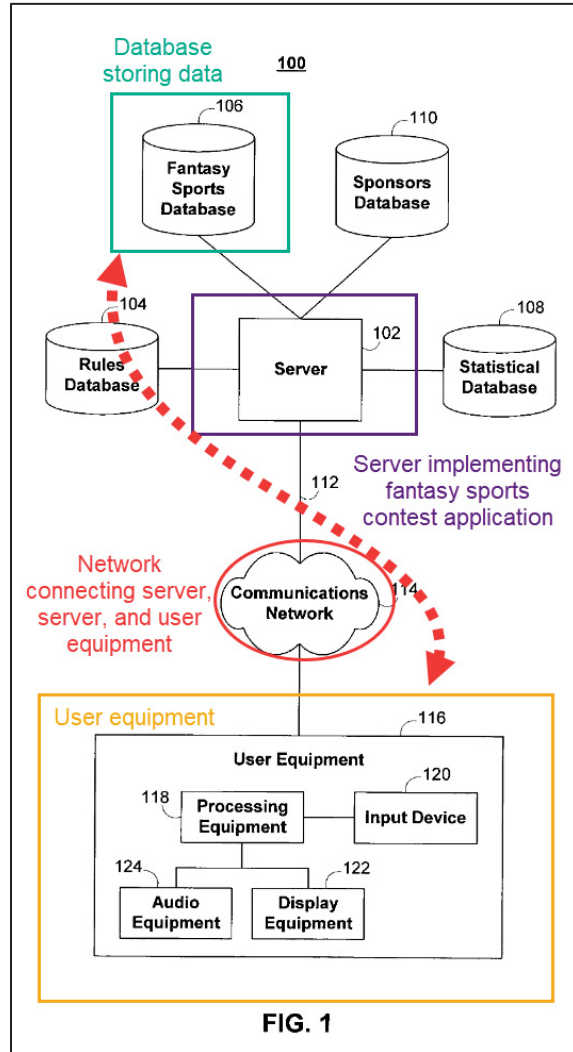 Database
storing data
100
106
110
Fantasy
Sports
Database
Sponsors
Database
104
102
108
Rules
Database
Server
Statistical
Database
112
Server implementing
fantasy sports
contest application
Network
connecting server,
server, and user
equipment
Communications
Network
114
User equipment
116
User Equipment
118
Processing
Equipment
120
Input Device
124
Audio
Equipment
122
Display
Equipment
FIG. 1